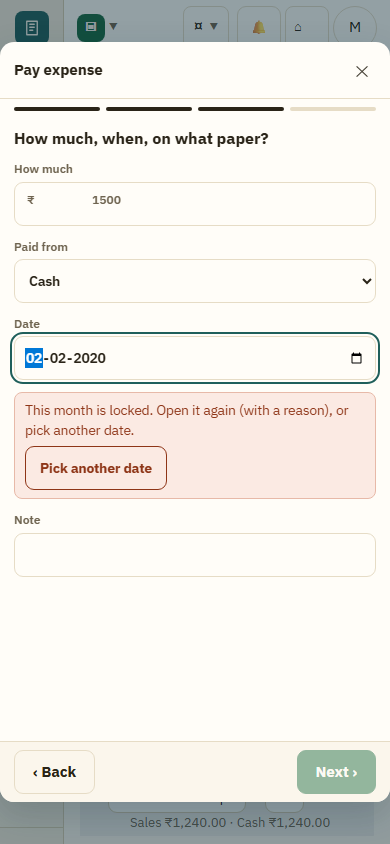 M
Pay expense
How much, when, on what paper?
How much
₹ 1500
Paid from
Cash
Date
02-02-2020
This month is locked. Open it again (with a reason), or
pick another date.
Pick another date
Note
‹ Back
Next ›
Sales ₹1,240.00 · Cash ₹1,240.00